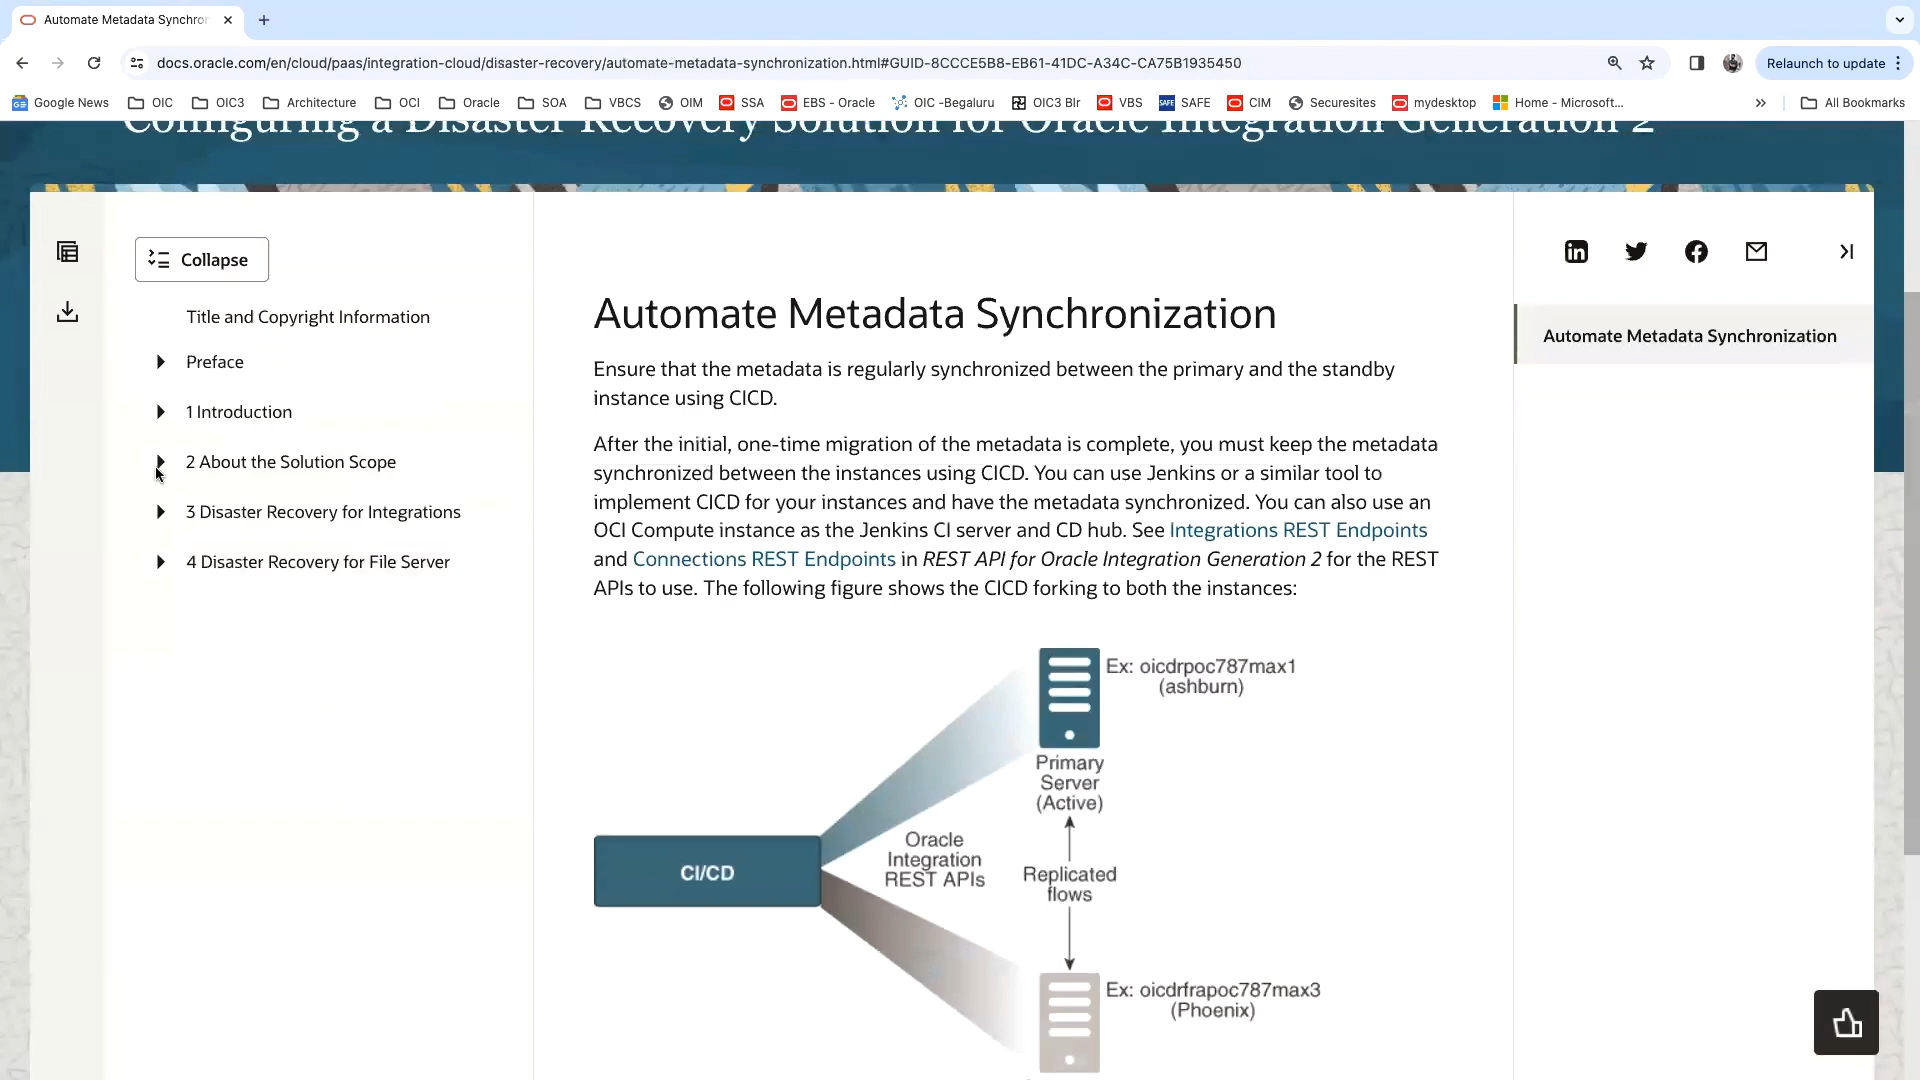 Automate Metadata Synchron
docs.oracle.com/en/cloud/paas/integration-cloud/disaster-recovery/automate-metadata-synchronization.html#GUID-8CCCE5B8-EB61-41DC-A34C-CA75B1935450
Relaunch to update
Google News
OIC
OIC3
Architecture
OCI
Oracle
SOA
VBCS
OIM
SSA
EBS - Oracle
OIC -Begaluru
OIC3 Blr
VBS
SAFE
SAFE
CIM
Securesites
mydesktop
Home - Microsoft...
All Bookmarks
Configuring a Disaster Recovery Solution for Oracle Integration Generation 2
Collapse
Title and Copyright Information
Preface
1 Introduction
2 About the Solution Scope
3 Disaster Recovery for Integrations
4 Disaster Recovery for File Server
Automate Metadata Synchronization
Ensure that the metadata is regularly synchronized between the primary and the standby
instance using CICD.
After the initial, one-time migration of the metadata is complete, you must keep the metadata
synchronized between the instances using CICD. You can use Jenkins or a similar tool to
implement CICD for your instances and have the metadata synchronized. You can also use an
OCI Compute instance as the Jenkins CI server and CD hub. See Integrations REST Endpoints
and Connections REST Endpoints in REST API for Oracle Integration Generation 2 for the REST
APIs to use. The following figure shows the CICD forking to both the instances:
Ex: oicdrpoc787max1
(ashburn)
Primary
Server
(Active)
Oracle
Integration
REST APIs
CI/CD
Replicated
flows
Ex: oicdrfrapoc787max3
(Phoenix)
Automate Metadata Synchronization